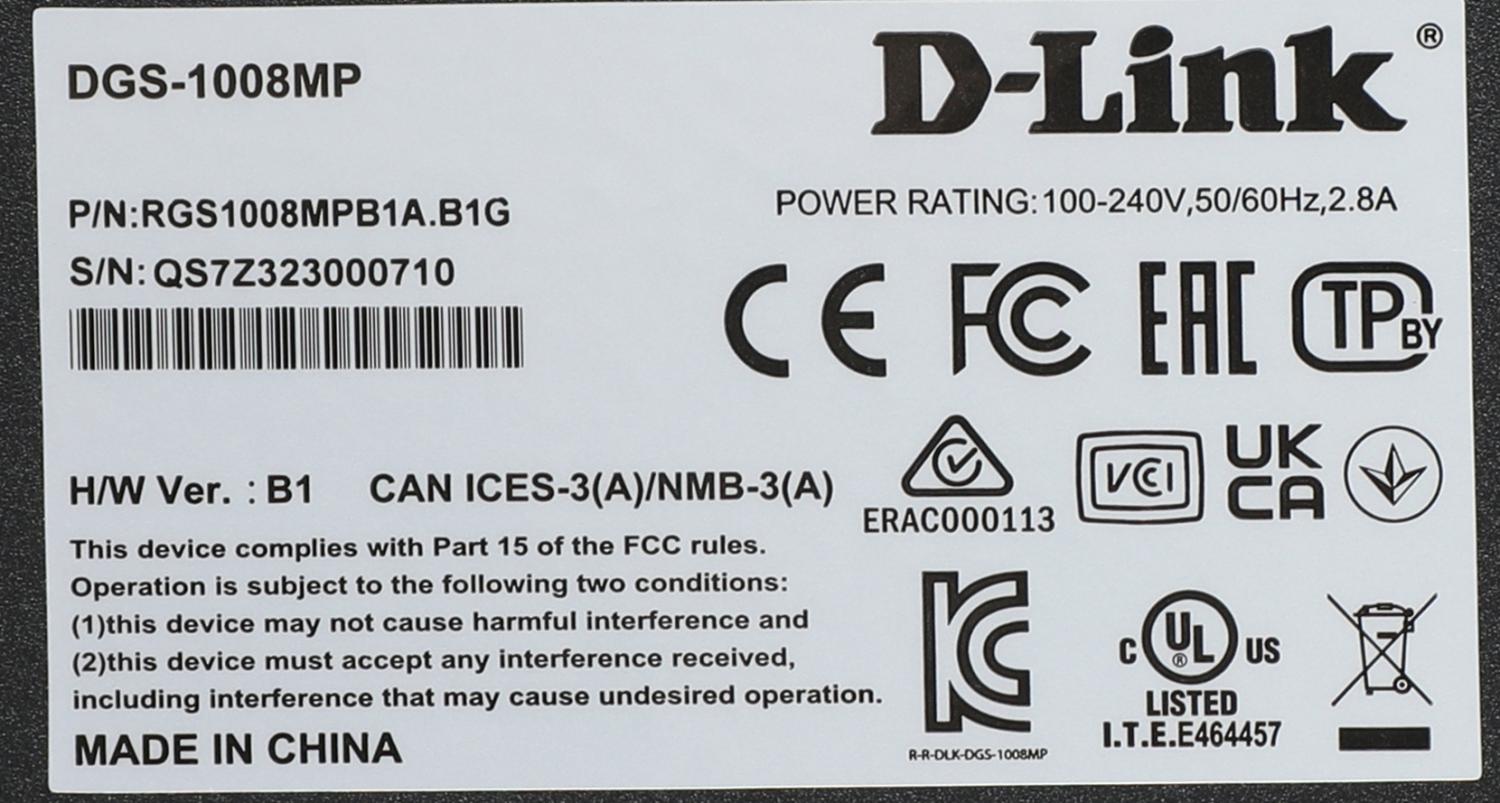 DGS-1008MP
D-Link®
P/N:RGS1008MPB1A.B1G
POWER RATING:100-240V,50/60Hz,2.8A
S/N: QS7Z323000710
CE FC EAC TP BY
H/W Ver. : B1 CAN ICES-3(A)/NMB-3(A)
ERAC000113
VCI
UK
CA
This device complies with Part 15 of the FCC rules.
Operation is subject to the following two conditions:
(1)this device may not cause harmful interference and
(2)this device must accept any interference received,
including interference that may cause undesired operation.
MADE IN CHINA
KC
R-R-DLK-DGS-1008MP
C UL® US
LISTED
I.T.E.E464457